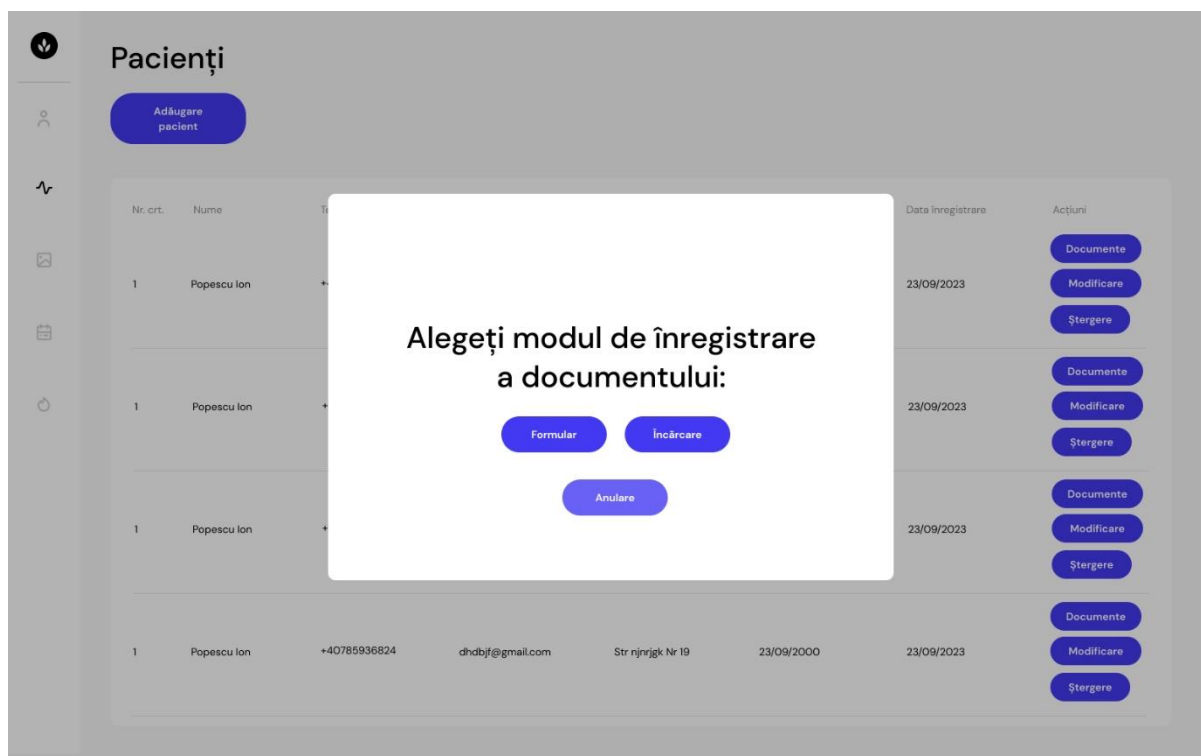 Pacienți
Adăugare
pacient
Nr. crt. Nume Data înregistrare Acțiuni
Documente
1 Popescu Ion 23/09/2023 Modificare
Ștergere
Alegeți modul de înregistrare
a documentului:
Documente
1 Popescu Ion 23/09/2023 Modificare
Formular Încărcare
Ștergere
Documente
Anulare
1 Popescu Ion 23/09/2023 Modificare
Ștergere
Documente
1 Popescu Ion +40785936824 dhdbjf@gmail.com Str njnrjgk Nr 19 23/09/2000 23/09/2023 Modificare
Ștergere